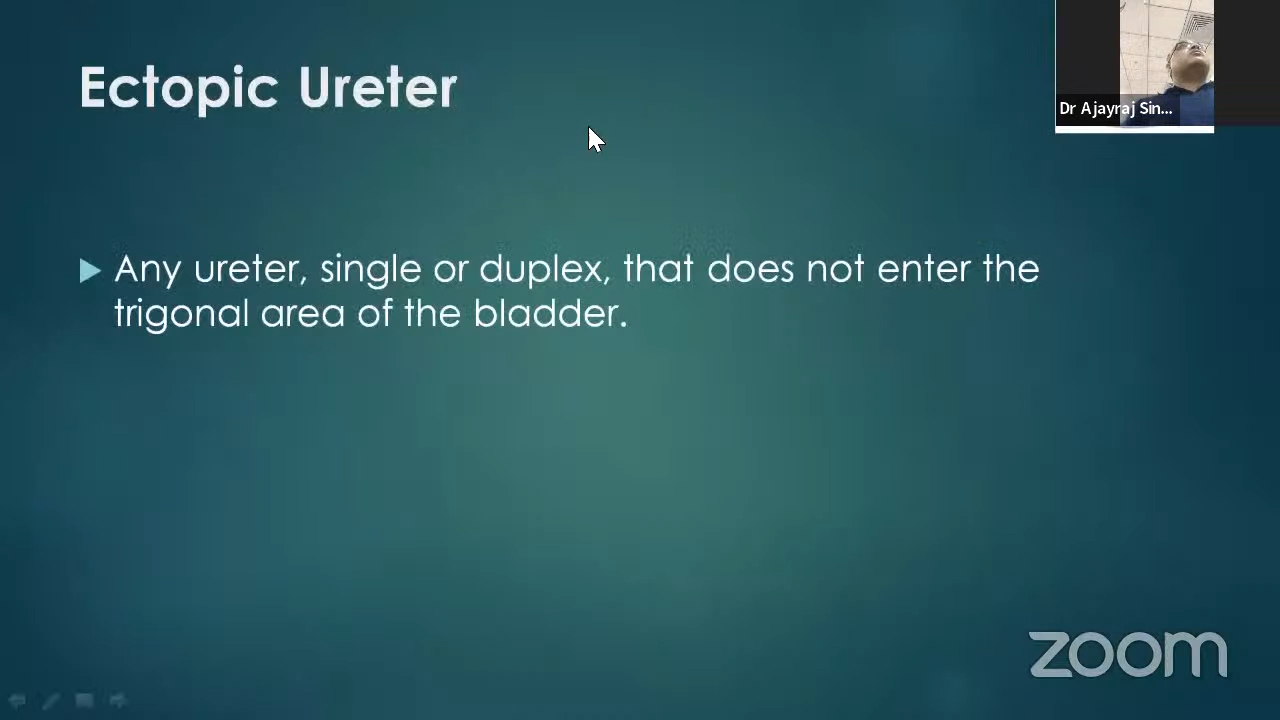 Ectopic Ureter
Dr Ajayraj Sin...
Any ureter, single or duplex, that does not enter the
trigonal area of the bladder.
zoom